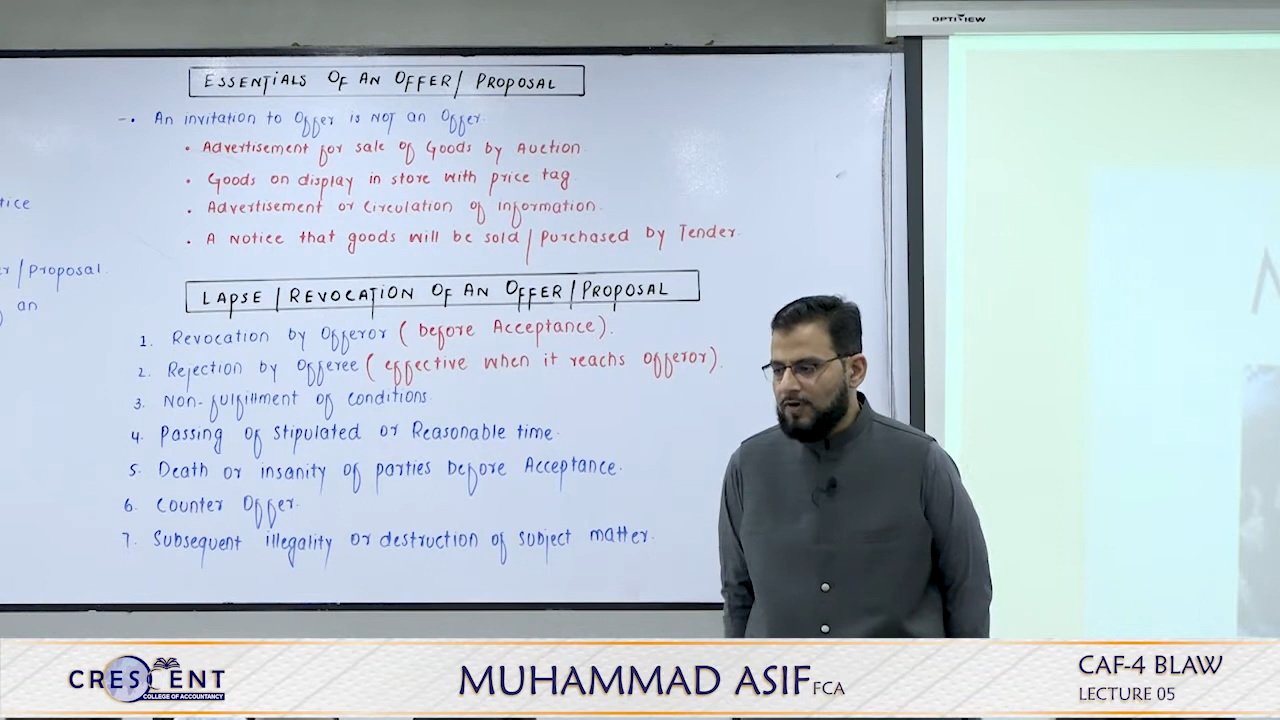 OPTIVIEW
ESSENTIALS OF AN OFFER/ PROPOSAL
-• An invitation to Offer is NOT an Offer.
• Advertisement for sale of Goods by Auction
• Goods on display in store with price tag
• Advertisement or Circulation of information.
• A Notice that goods will be sold/purchased by Tender.
tice
er/Proposal.
an
LAPSE / REVOCATION OF AN OFFER/PROPOSAL
1. Revocation by Offeror (before Acceptance).
2. Rejection by Offeree (effective when it reachs offeror).
3. Non-fulfillment of conditions.
4. Passing of stipulated or Reasonable time.
5. Death or insanity of parties before Acceptance.
6. Counter Offer.
7. Subsequent illegality or destruction of subject matter.
CRESCENT
COLLEGE OF ACCOUNTANCY
MUHAMMAD ASIF FCA
CAF-4 BLAW
LECTURE 05